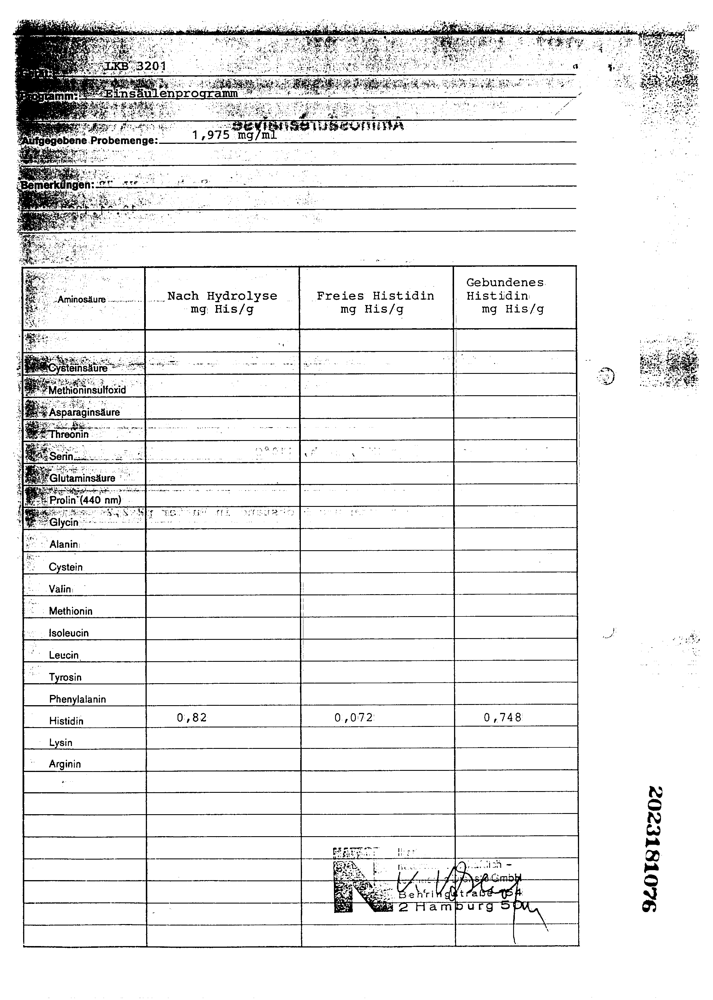 Gerät: LKB 3201
Programm: Einsäulenprogramm
Aufgegebene Probemenge: 1,975 mg/ml
Bemerkungen:
Aminosäure Nach Hydrolyse mg His/g Freies Histidin mg His/g Gebundenes Histidin mg His/g
Cysteinsäure
Methioninsulfoxid
Asparaginsäure
Threonin
Serin
Glutaminsäure
Prolin (440 nm)
Glycin
Alanin
Cystein
Valin
Methionin
Isoleucin
Leucin
Tyrosin
Phenylalanin
Histidin 0,82 0,072 0,748
Lysin
Arginin
GmbH
Behringstraße 154
2 Hamburg 50
2023181076